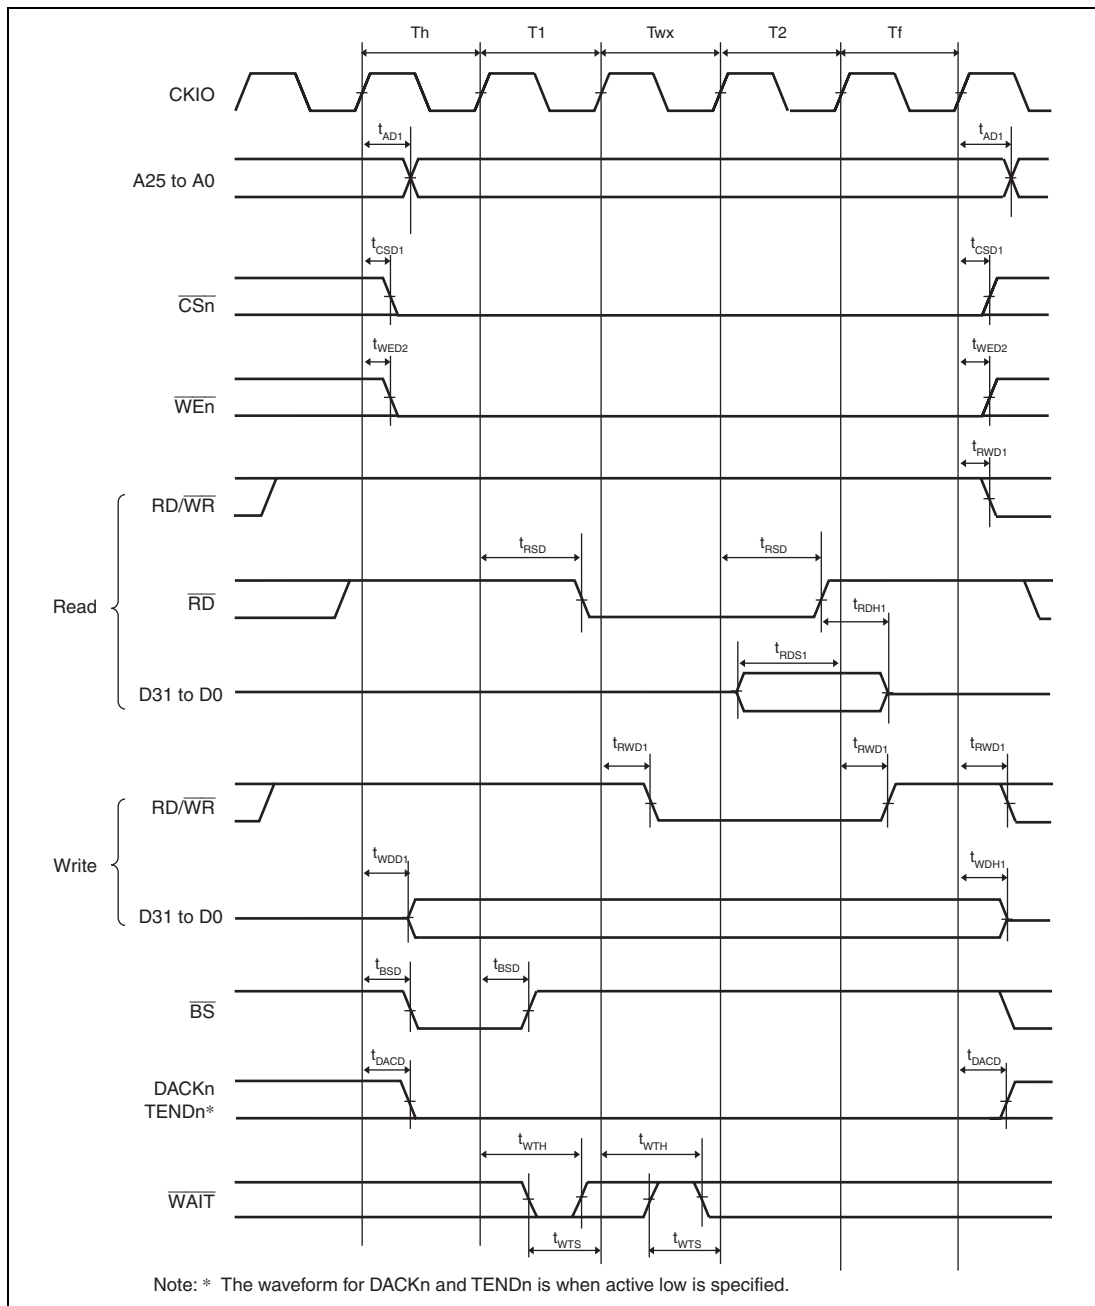 Th T1 Twx T2 Tf
CKIO
tAD1 tAD1
A25 to A0
tCSD1 tCSD1
CSn
tWED2 tWED2
WEn
tRWD1
RD/WR
tRSD tRSD
Read
RD
tRDH1
tRDS1
D31 to D0
tRWD1 tRWD1 tRWD1
RD/WR
Write
tWDD1 tWDH1
D31 to D0
tBSD tBSD
BS
tDACD tDACD
DACKn
TENDn*
tWTH tWTH
WAIT
tWTS tWTS
Note: * The waveform for DACKn and TENDn is when active low is specified.